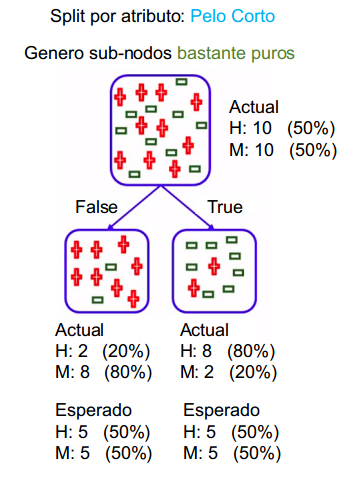 Split por atributo: Pelo Corto
Genero sub-nodos bastante puros
Actual
H: 10 (50%)
M: 10 (50%)
False
True
Actual
H: 2 (20%)
M: 8 (80%)
Actual
H: 8 (80%)
M: 2 (20%)
Esperado
H: 5 (50%)
M: 5 (50%)
Esperado
H: 5 (50%)
M: 5 (50%)